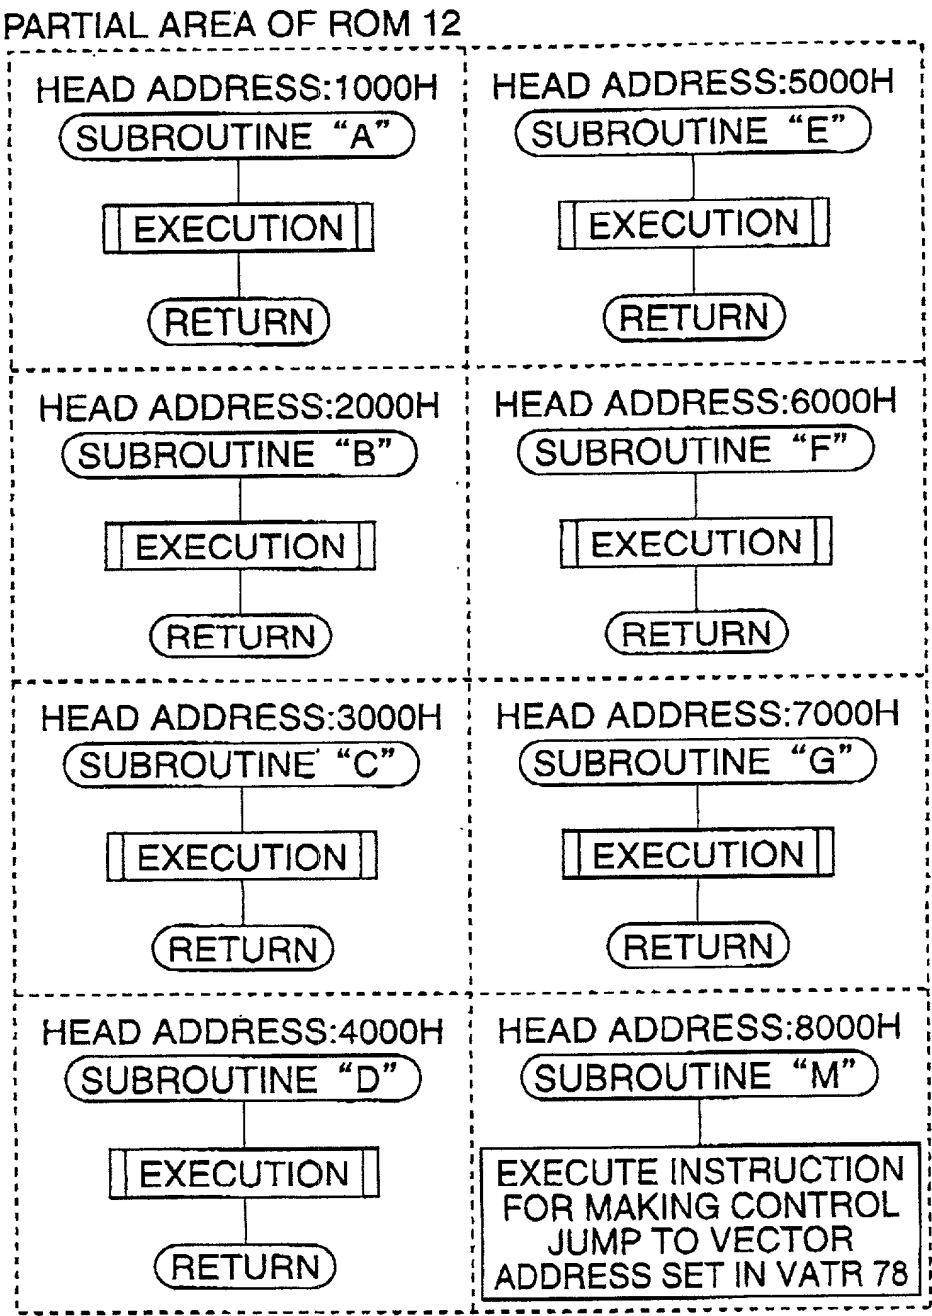 PARTIAL AREA OF ROM 12
HEAD ADDRESS:1000H
SUBROUTINE “A”
EXECUTION
RETURN
HEAD ADDRESS:2000H
SUBROUTINE “B”
EXECUTION
RETURN
HEAD ADDRESS:3000H
SUBROUTINE “C”
EXECUTION
RETURN
HEAD ADDRESS:4000H
SUBROUTINE “D”
EXECUTION
RETURN
HEAD ADDRESS:5000H
SUBROUTINE “E”
EXECUTION
RETURN
HEAD ADDRESS:6000H
SUBROUTINE “F”
EXECUTION
RETURN
HEAD ADDRESS:7000H
SUBROUTINE “G”
EXECUTION
RETURN
HEAD ADDRESS:8000H
SUBROUTINE “M”
EXECUTE INSTRUCTION
FOR MAKING CONTROL
JUMP TO VECTOR
ADDRESS SET IN VATR 78